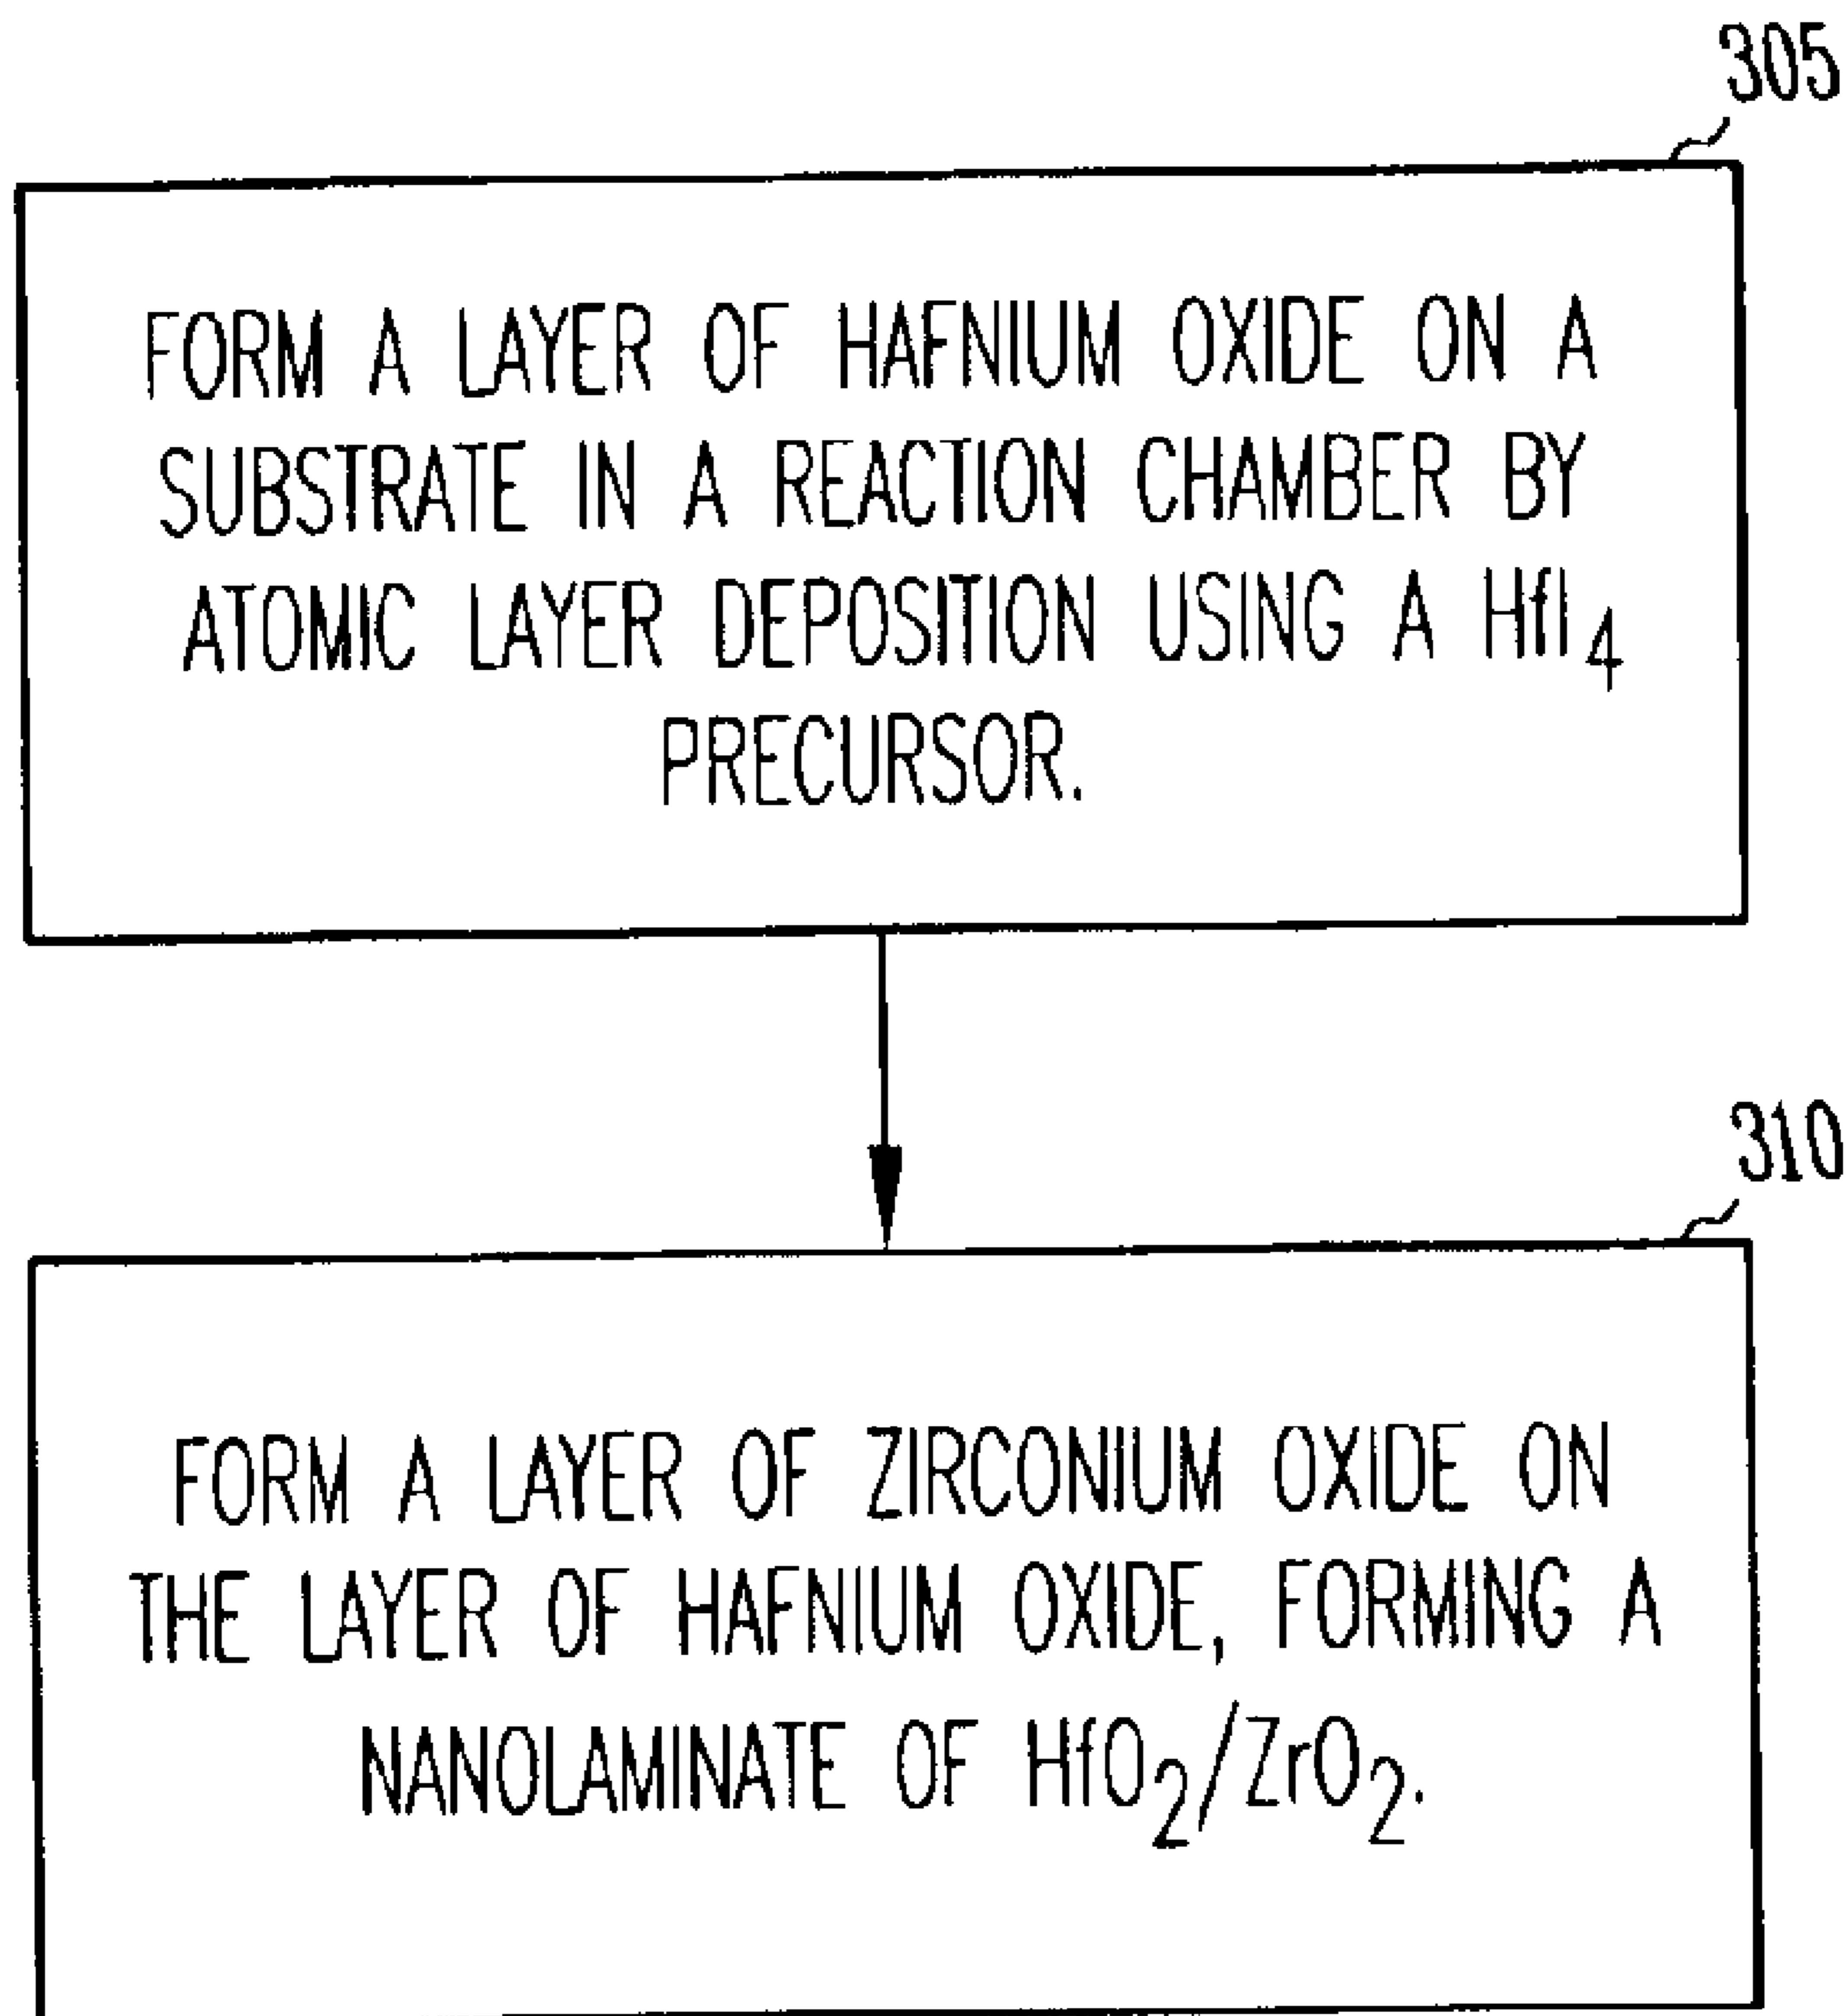 305
FORM A LAYER OF HAFNIUM OXIDE ON A
SUBSTRATE IN A REACTION CHAMBER BY
ATOMIC LAYER DEPOSITION USING A HfI4
PRECURSOR.
310
FORM A LAYER OF ZIRCONIUM OXIDE ON
THE LAYER OF HAFNIUM OXIDE, FORMING A
NANOLAMINATE OF HfO2/ZrO2.